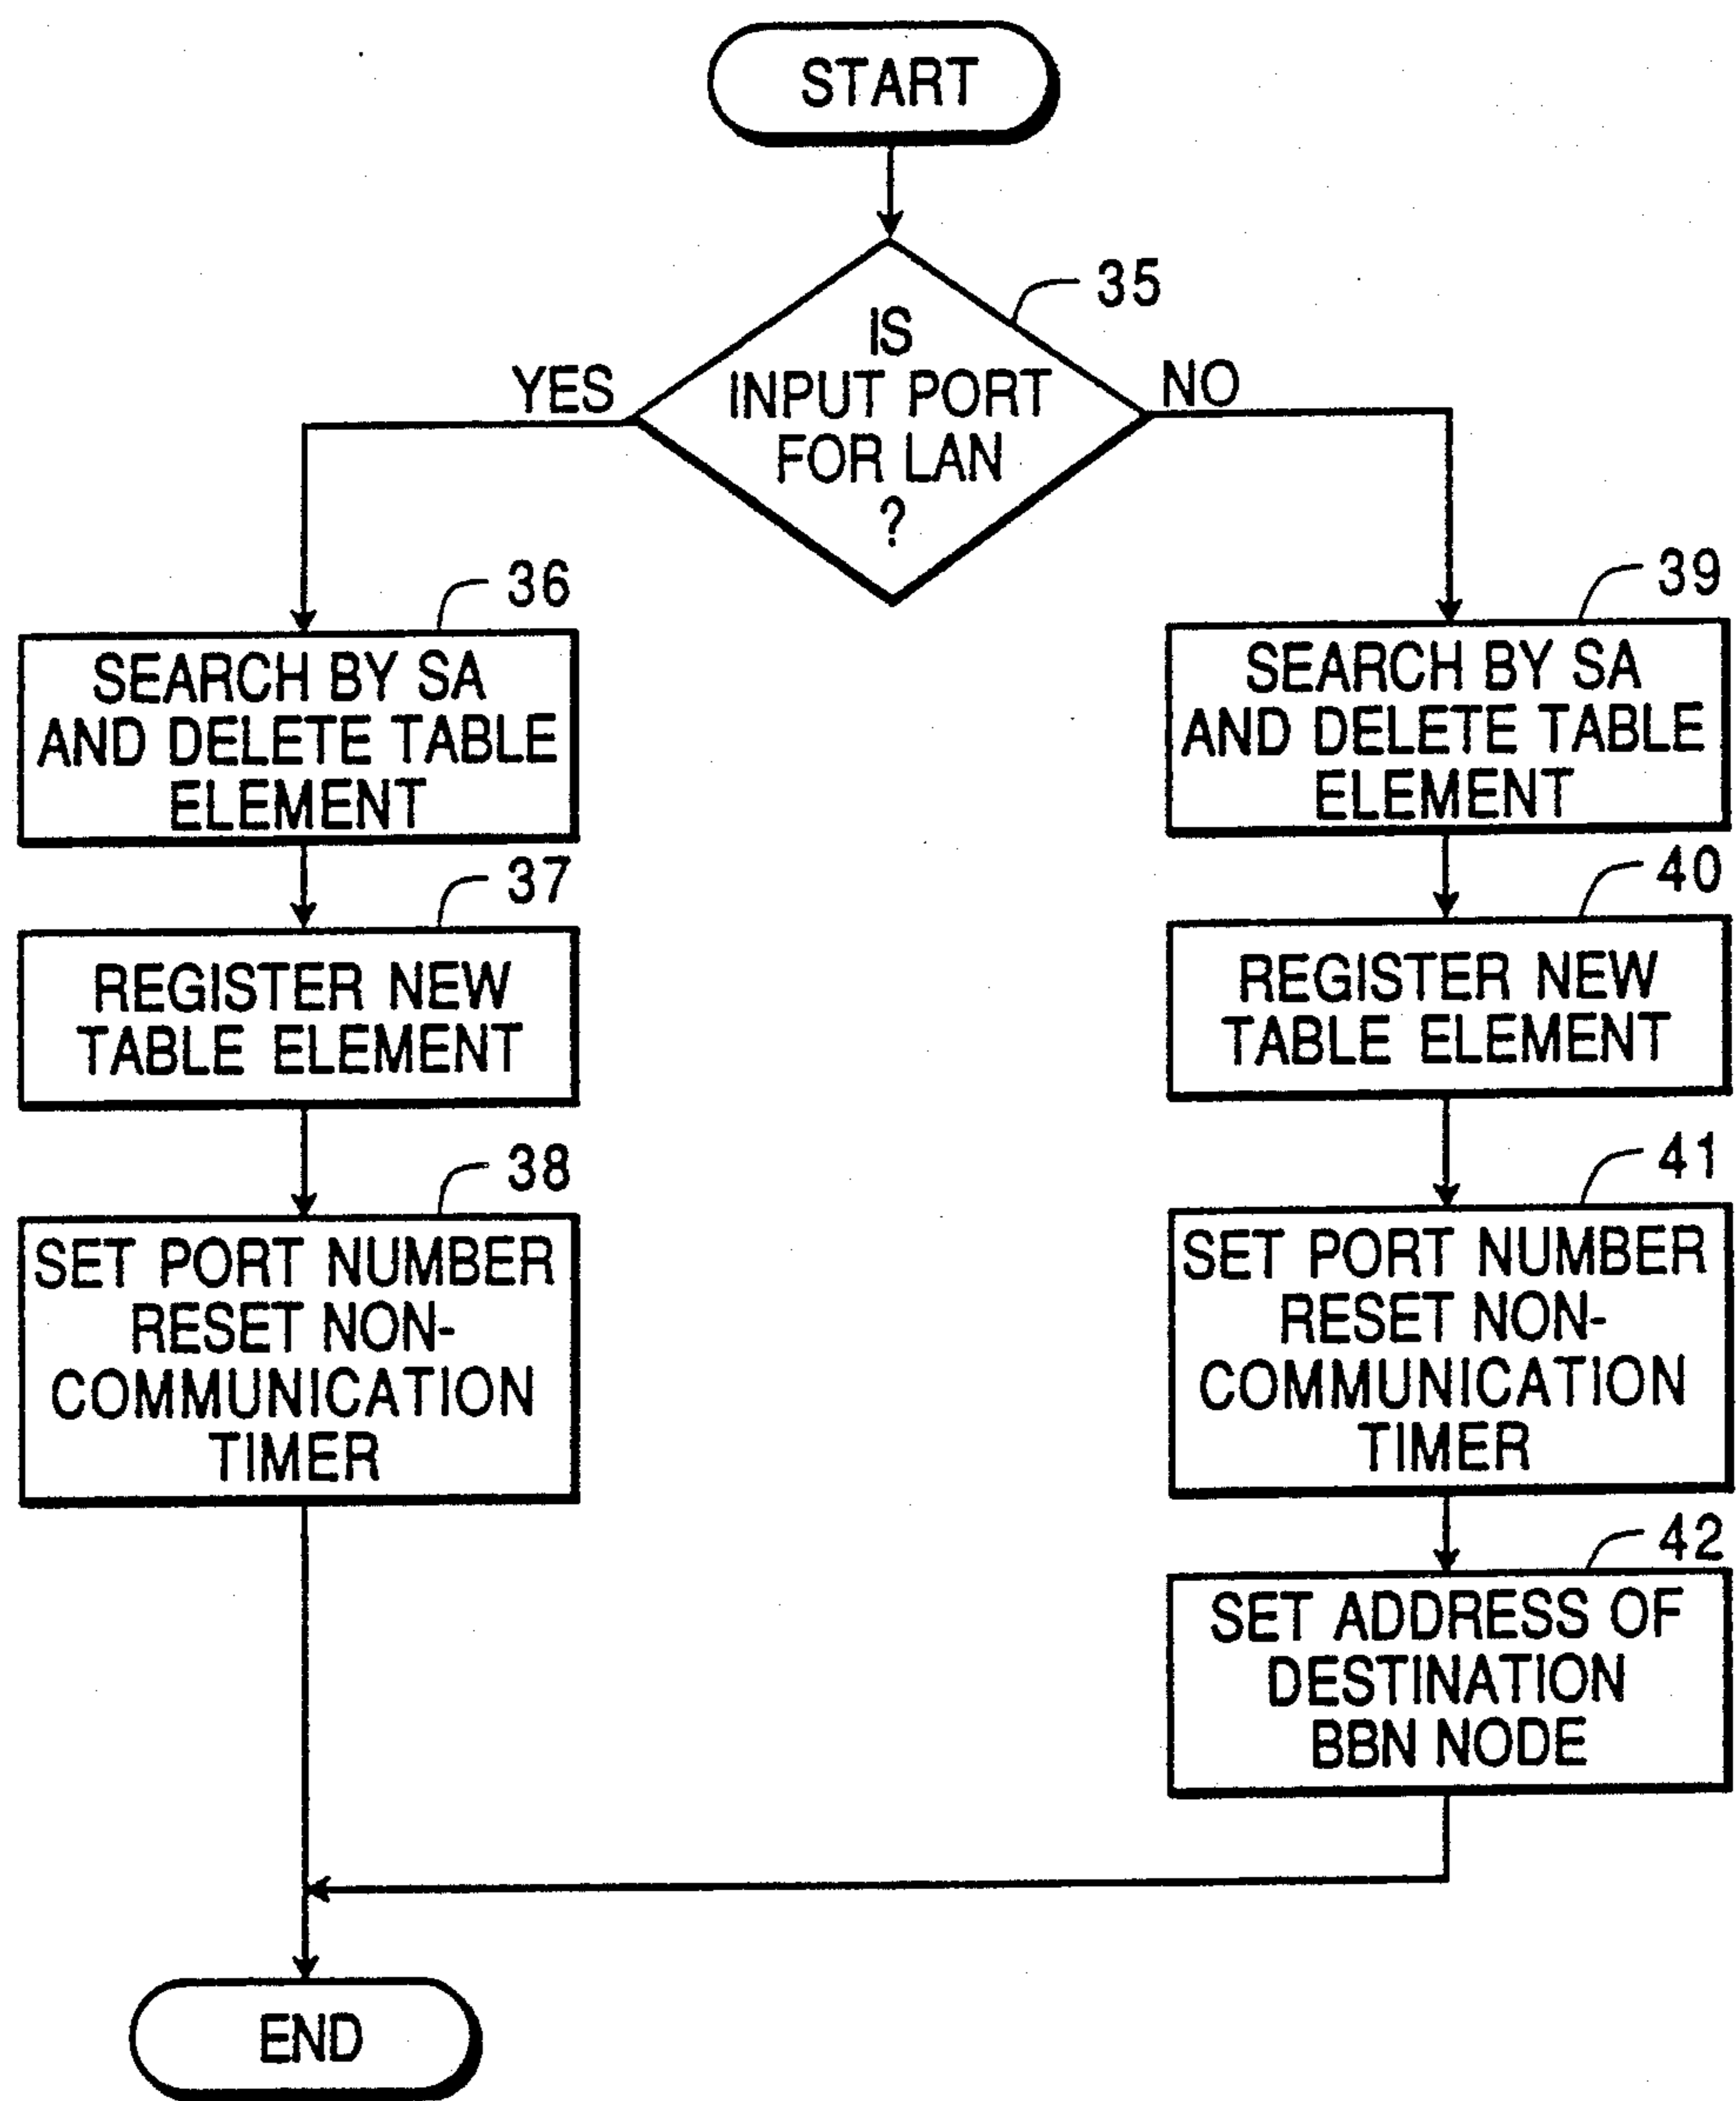 START
35
IS
INPUT PORT
FOR LAN
?
YES
NO
36
SEARCH BY SA
AND DELETE TABLE
ELEMENT
37
REGISTER NEW
TABLE ELEMENT
38
SET PORT NUMBER
RESET NON-
COMMUNICATION
TIMER
39
SEARCH BY SA
AND DELETE TABLE
ELEMENT
40
REGISTER NEW
TABLE ELEMENT
41
SET PORT NUMBER
RESET NON-
COMMUNICATION
TIMER
42
SET ADDRESS OF
DESTINATION
BBN NODE
END